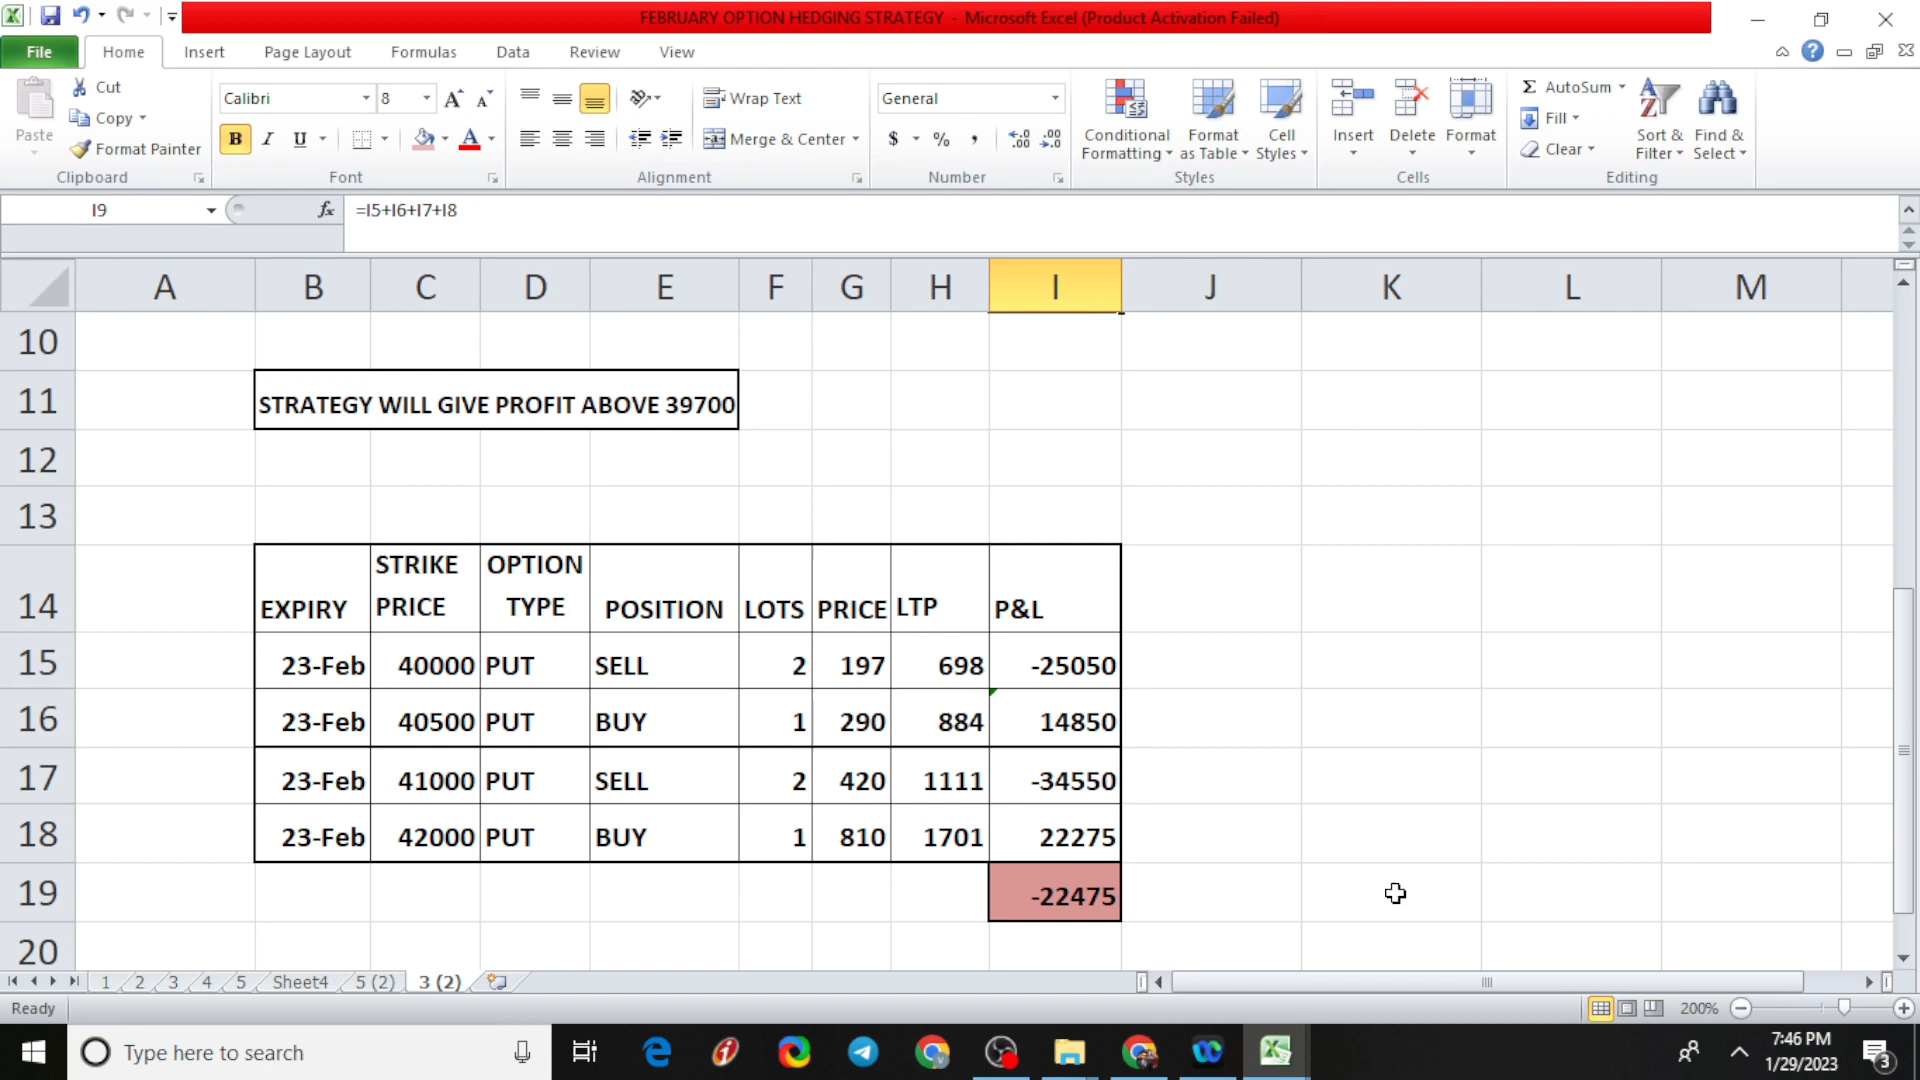 FEBRUARY OPTION HEDGING STRATEGY - Microsoft Excel (Product Activation Failed)
File Home Insert Page Layout Formulas Data Review View
Paste
Cut
Copy
Format Painter
Clipboard
Calibri 8
B I U A
Font
Wrap Text
Merge & Center
Alignment
General
$ % ,
Number
Conditional Formatting
Format as Table
Cell Styles
Styles
Insert Delete Format
Cells
Σ AutoSum
Fill
Clear
Sort & Filter
Find & Select
Editing
I9 fx =I5+I6+I7+I8
A B C D E F G H I J K L M
10
11 STRATEGY WILL GIVE PROFIT ABOVE 39700
12
13
14 EXPIRY STRIKE PRICE OPTION TYPE POSITION LOTS PRICE LTP P&L
15 23-Feb 40000 PUT SELL 2 197 698 -25050
16 23-Feb 40500 PUT BUY 1 290 884 14850
17 23-Feb 41000 PUT SELL 2 420 1111 -34550
18 23-Feb 42000 PUT BUY 1 810 1701 22275
19 -22475
20
1 2 3 4 5 Sheet4 5 (2) 3 (2)
Ready 200%
Type here to search
7:46 PM
1/29/2023
3